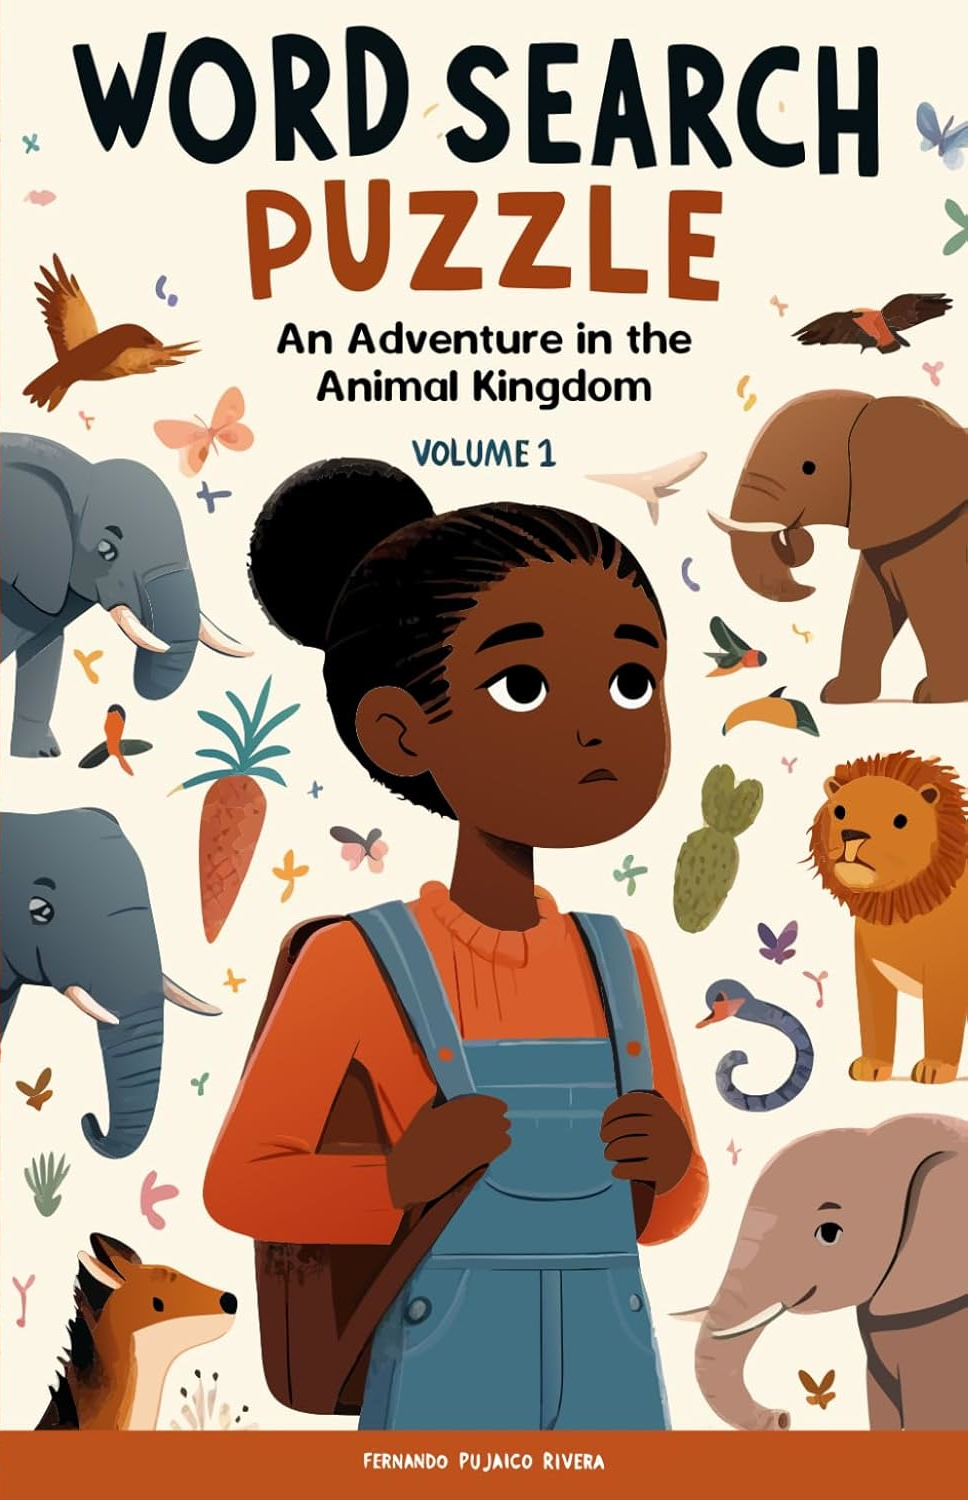 WORD SEARCH
PUZZLE
An Adventure in the
Animal Kingdom
VOLUME 1
FERNANDO PUJAICO RIVERA